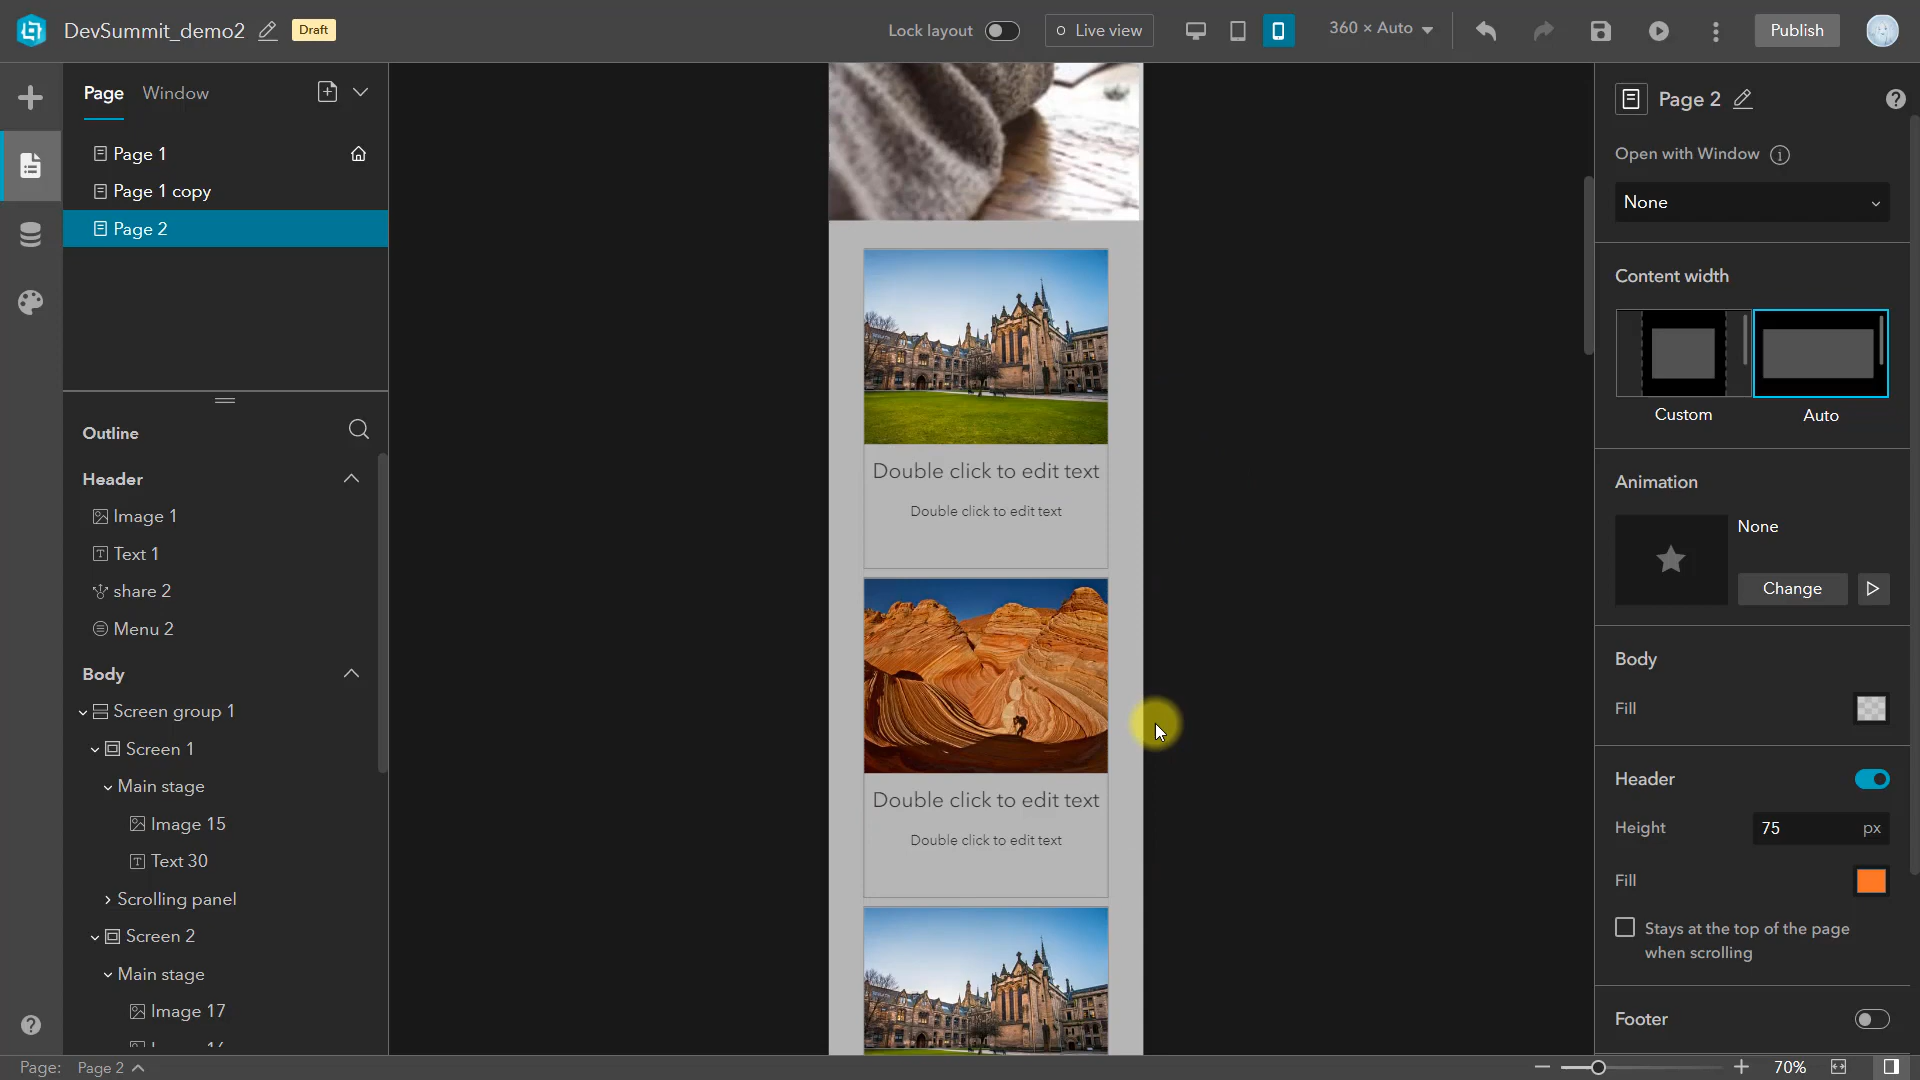 DevSummit_demo2
Draft
Lock layout
Live view
360 × Auto
Publish
Page
Window
Page 1
Page 1 copy
Page 2
Outline
Header
Image 1
Text 1
share 2
Menu 2
Body
Screen group 1
Screen 1
Main stage
Image 15
Text 30
Scrolling panel
Screen 2
Main stage
Image 17
Double click to edit text
Double click to edit text
Double click to edit text
Double click to edit text
Page 2
Open with Window
None
Content width
Custom
Auto
Animation
None
Change
Body
Fill
Header
Height
75
px
Fill
Stays at the top of the page
when scrolling
Footer
Page:
Page 2
70%